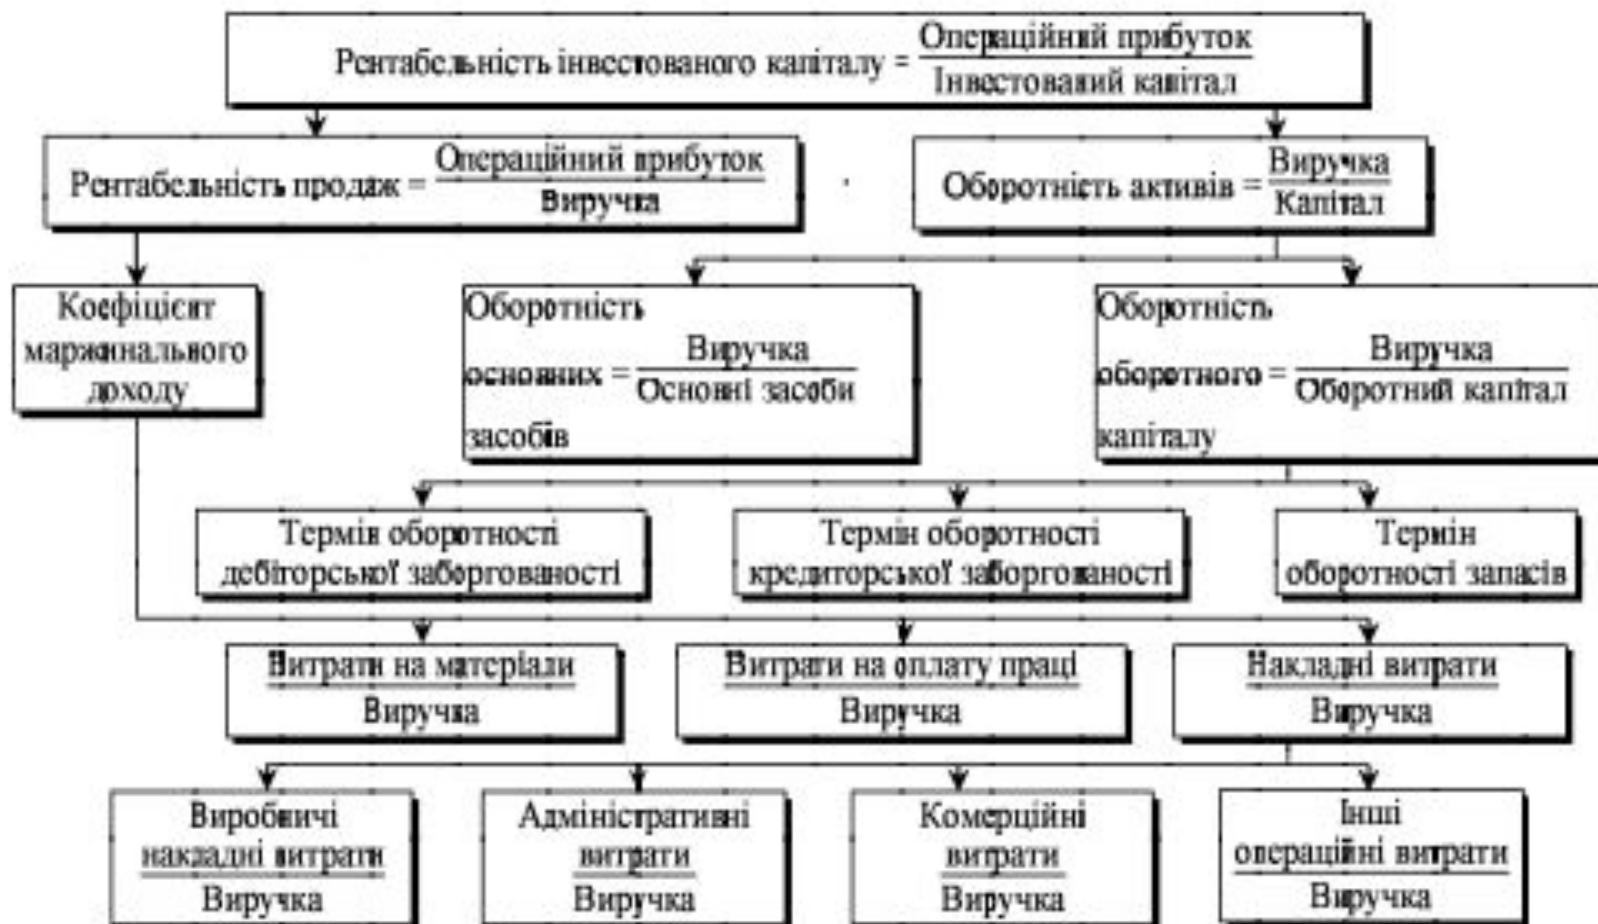 Рентабельність інвестованого капіталу = Операційний прибуток
Інвестований капітал
Рентабельність продаж = Операційний прибуток
Виручка
Оборотність активів = Виручка
Капітал
Коефіцієнт
маржинального
доходу
Оборотність
основних = Виручка
Основні засоби
засобів
Оборотність
оборотного = Виручка
Оборотний капітал
капіталу
Термін оборотності
дебіторської заборгованості
Термін оборотності
кредиторської заборгованості
Термін
оборотності запасів
Витрати на матеріали
Виручка
Витрати на оплату праці
Виручка
Накладні витрати
Виручка
Виробничі
накладні витрати
Виручка
Адміністративні
витрати
Виручка
Комерційні
витрати
Виручка
Інші
операційні витрати
Виручка